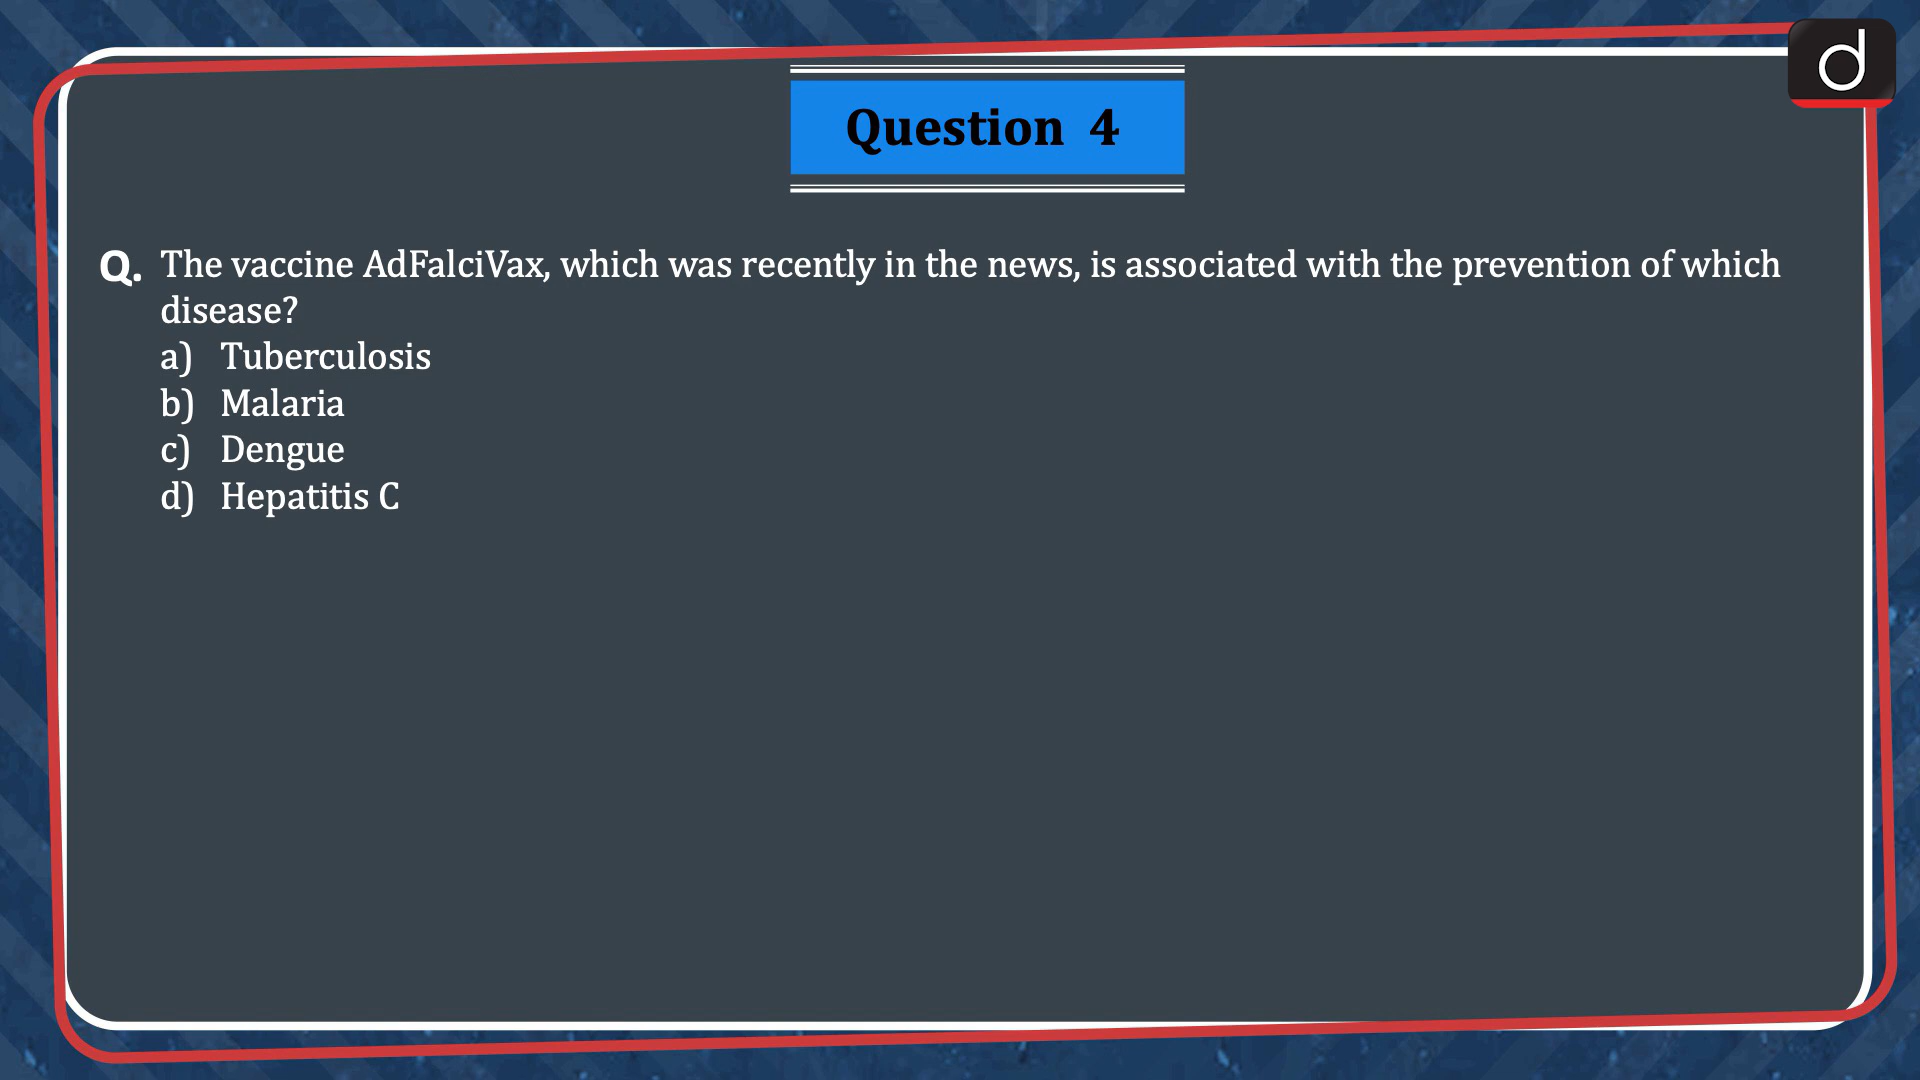 d
Question 4
Q. The vaccine AdFalciVax, which was recently in the news, is associated with the prevention of which
disease?
a) Tuberculosis
b) Malaria
c) Dengue
d) Hepatitis C